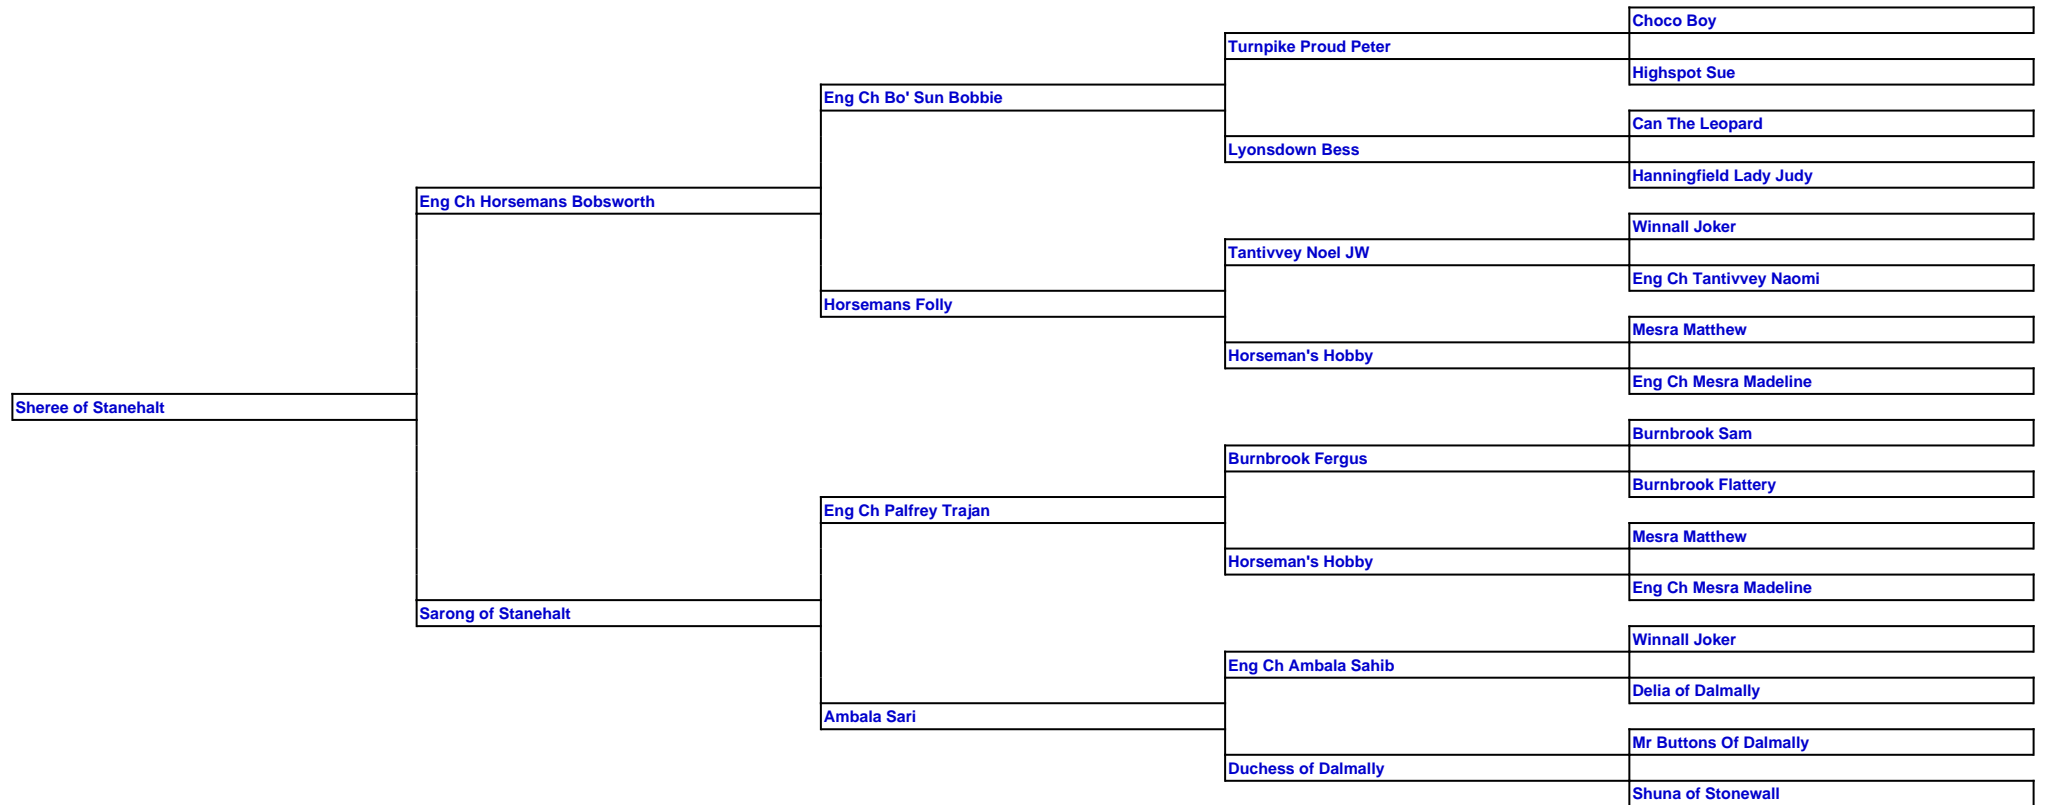 Choco Boy
Turnpike Proud Peter
Highspot Sue
Eng Ch Bo' Sun Bobbie
Can The Leopard
Lyonsdown Bess
Hanningfield Lady Judy
Eng Ch Horsemans Bobsworth
Winnall Joker
Tantivvey Noel JW
Eng Ch Tantivvey Naomi
Horsemans Folly
Mesra Matthew
Horseman's Hobby
Eng Ch Mesra Madeline
Sheree of Stanehalt
Burnbrook Sam
Burnbrook Fergus
Burnbrook Flattery
Eng Ch Palfrey Trajan
Mesra Matthew
Horseman's Hobby
Eng Ch Mesra Madeline
Sarong of Stanehalt
Winnall Joker
Eng Ch Ambala Sahib
Delia of Dalmally
Ambala Sari
Mr Buttons Of Dalmally
Duchess of Dalmally
Shuna of Stonewall